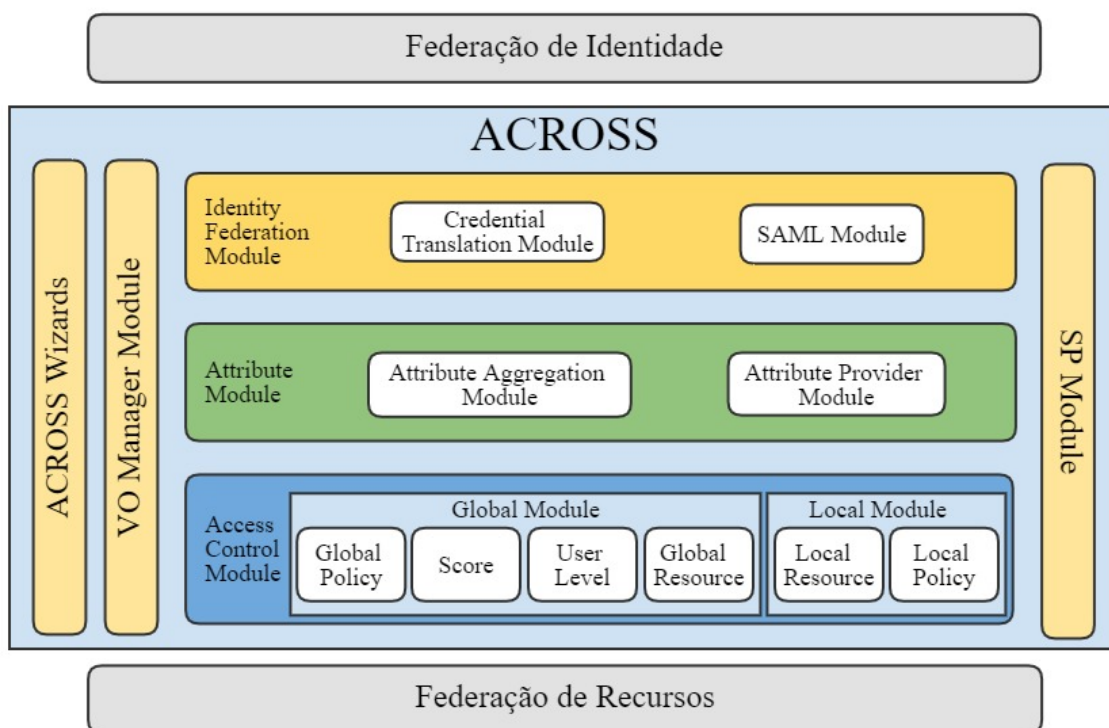 Federação de Identidade
ACROSS
ACROSS Wizards
VO Manager Module
Identity
Federation
Module
Credential
Translation Module
SAML Module
Attribute
Module
Attribute Aggregation
Module
Attribute Provider
Module
Access
Control
Module
Global Module
Global
Policy
Score
User
Level
Global
Resource
Local Module
Local
Resource
Local
Policy
SP Module
Federação de Recursos